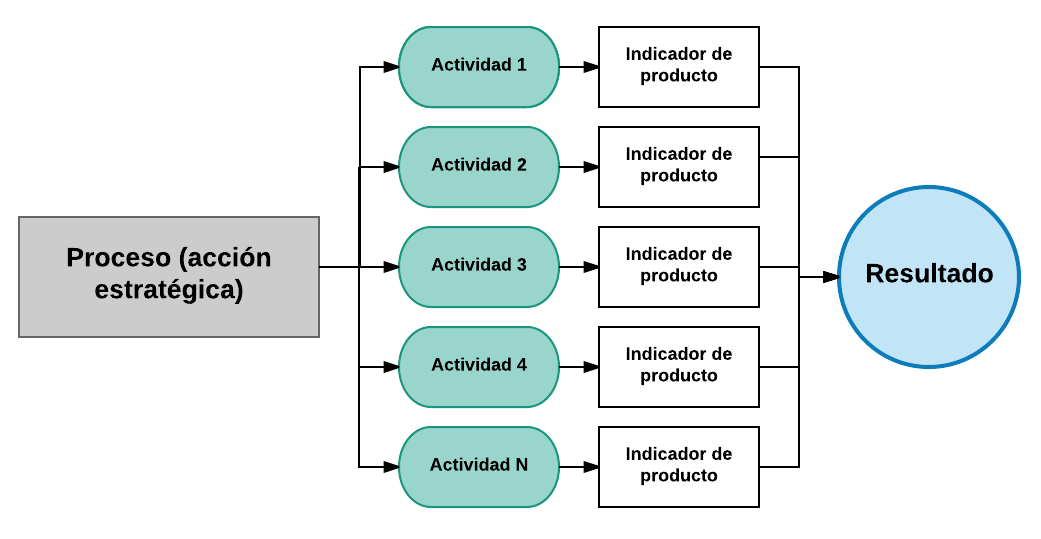 Proceso (acción
estratégica)
Actividad 1
Indicador de
producto
Actividad 2
Indicador de
producto
Actividad 3
Indicador de
producto
Actividad 4
Indicador de
producto
Actividad N
Indicador de
producto
Resultado